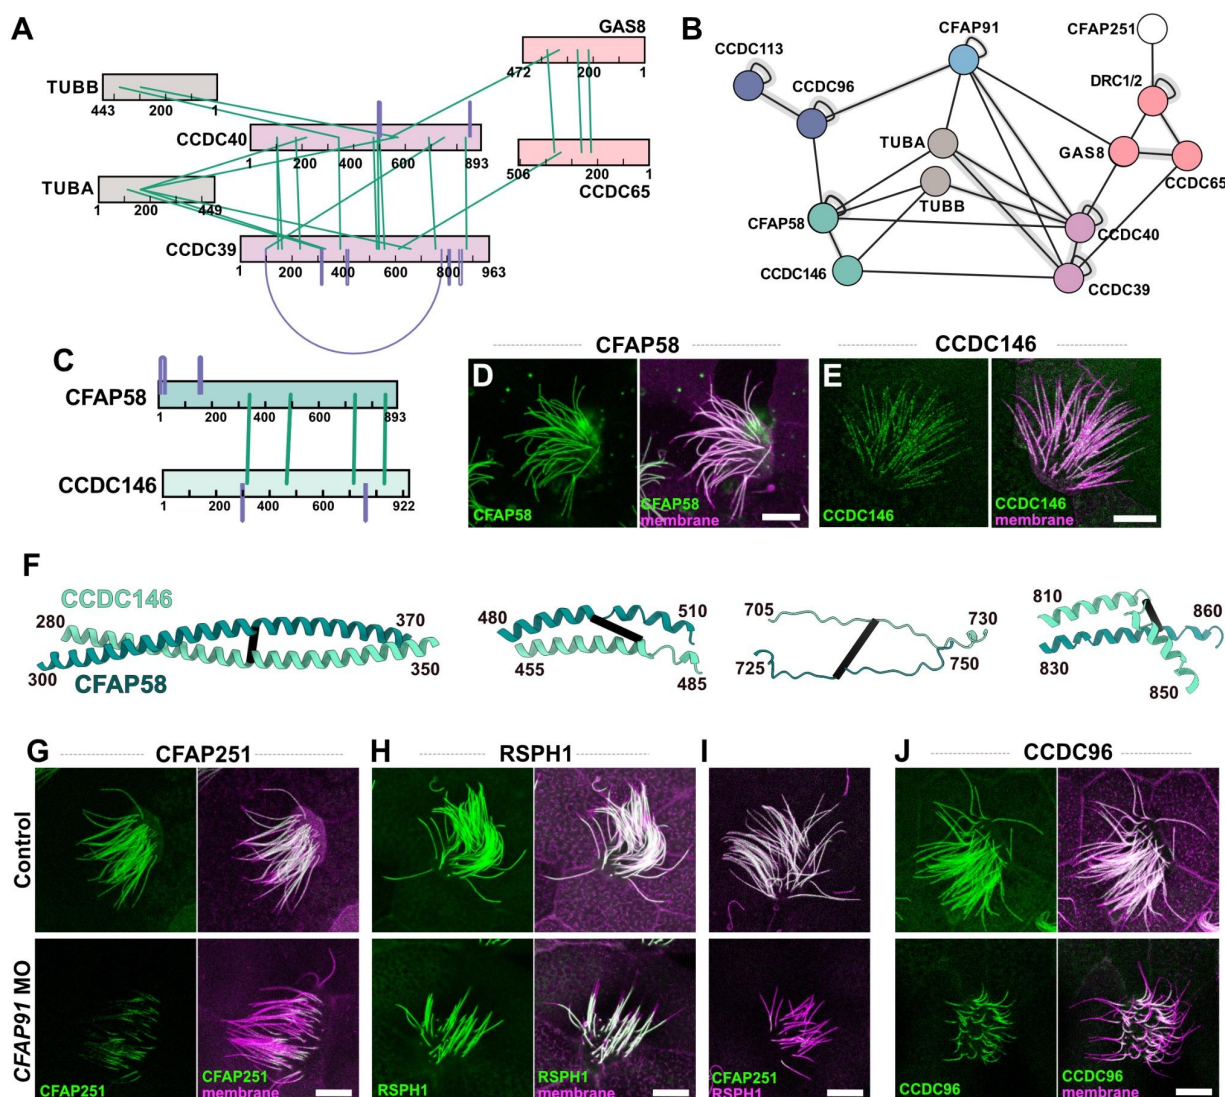 A
GAS8
472 200 1
TUBB
443 200 1
CCDC40
1 200 400 600 893
506 200 1
CCDC65
TUBA
1 200 449
CCDC39
1 200 400 600 800 963
B
CFAP91
CFAP251
CCDC113
CCDC96
DRC1/2
TUBA
GAS8
CCDC65
TUBB
CFAP58
CCDC40
CCDC146
CCDC39
C
CFAP58
1 200 400 600 893
CCDC146
1 200 400 600 922
CFAP58
D
CFAP58
CFAP58
membrane
CCDC146
E
CCDC146
CCDC146
membrane
F
CCDC146
280 370
300 350
CFAP58
480 510
455 485
705 730
725 750
810 860
830 850
G CFAP251
H RSPH1
I
J CCDC96
Control
CFAP91 MO
CFAP251
CFAP251
membrane
RSPH1
RSPH1
membrane
CFAP251
RSPH1
CCDC96
CCDC96
membrane